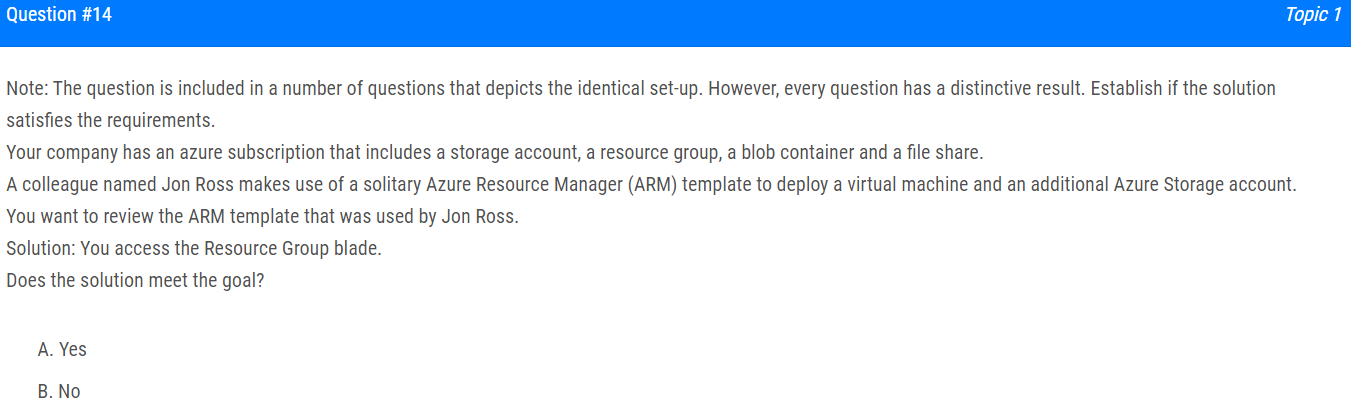 Question #14
Topic 1
Note: The question is included in a number of questions that depicts the identical set-up. However, every question has a distinctive result. Establish if the solution
satisfies the requirements.
Your company has an azure subscription that includes a storage account, a resource group, a blob container and a file share.
A colleague named Jon Ross makes use of a solitary Azure Resource Manager (ARM) template to deploy a virtual machine and an additional Azure Storage account.
You want to review the ARM template that was used by Jon Ross.
Solution: You access the Resource Group blade.
Does the solution meet the goal?
A. Yes
B. No